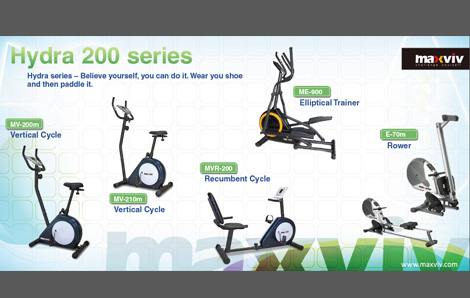 Hydra 200 series
Hydra series – Believe yourself, you can do it. Wear you shoe
and then paddle it.
maxviv
challenge yourself
MV-200m
Vertical Cycle
MV-210m
Vertical Cycle
ME-900
Elliptical Trainer
MVR-200
Recumbent Cycle
E-70m
Rower
maxviv
www.maxviv.com